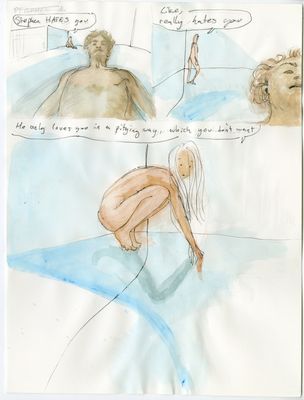 Stephen HATES you
Like,
really hates you
He only loves you in a pitying way, which you don't want